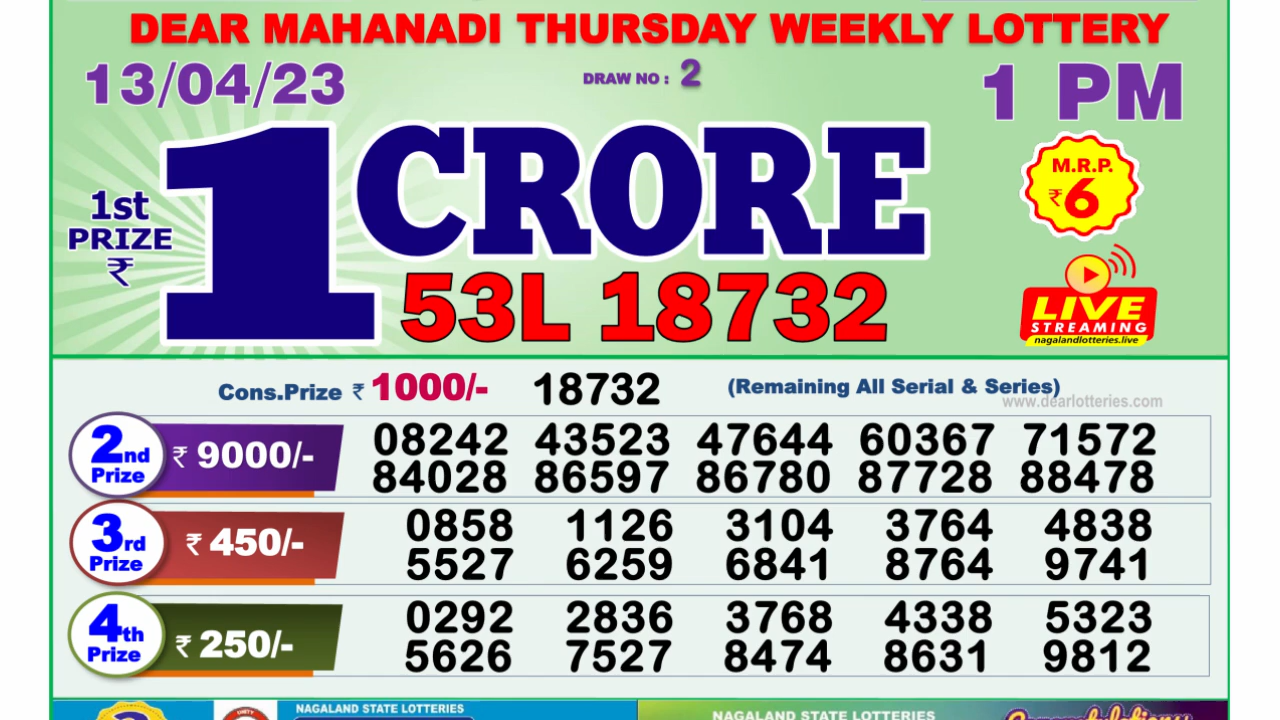 DEAR MAHANADI THURSDAY WEEKLY LOTTERY
13/04/23
DRAW NO : 2
1 PM
1st
PRIZE
₹
1 CRORE
53L 18732
M.R.P.
₹ 6
LIVE
STREAMING
nagalandlotteries.live
Cons.Prize ₹ 1000/- 18732 (Remaining All Serial & Series)
www.dearlotteries.com
2nd Prize ₹ 9000/-
08242 43523 47644 60367 71572
84028 86597 86780 87728 88478
3rd Prize ₹ 450/-
0858 1126 3104 3764 4838
5527 6259 6841 8764 9741
4th Prize ₹ 250/-
0292 2836 3768 4338 5323
5626 7527 8474 8631 9812
NAGALAND STATE LOTTERIES
NAGALAND STATE LOTTERIES